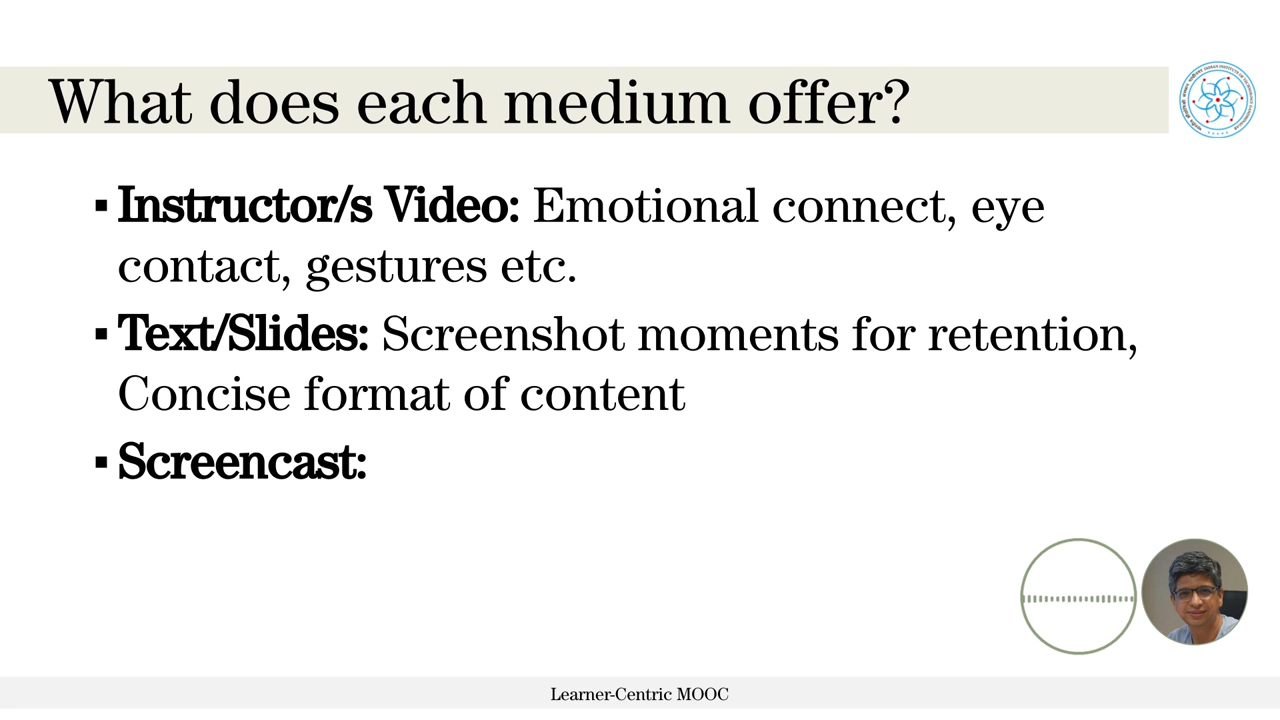 What does each medium offer?
▪ Instructor/s Video: Emotional connect, eye
contact, gestures etc.
▪ Text/Slides: Screenshot moments for retention,
Concise format of content
▪ Screencast:
Learner-Centric MOOC